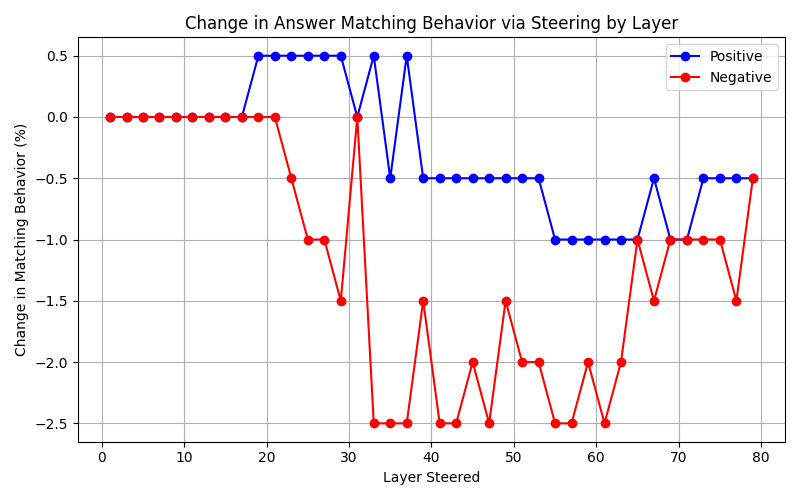 Change in Answer Matching Behavior via Steering by Layer
Positive
Negative
Change in Matching Behavior (%)
0.5
0.0
−0.5
−1.0
−1.5
−2.0
−2.5
0 10 20 30 40 50 60 70 80
Layer Steered